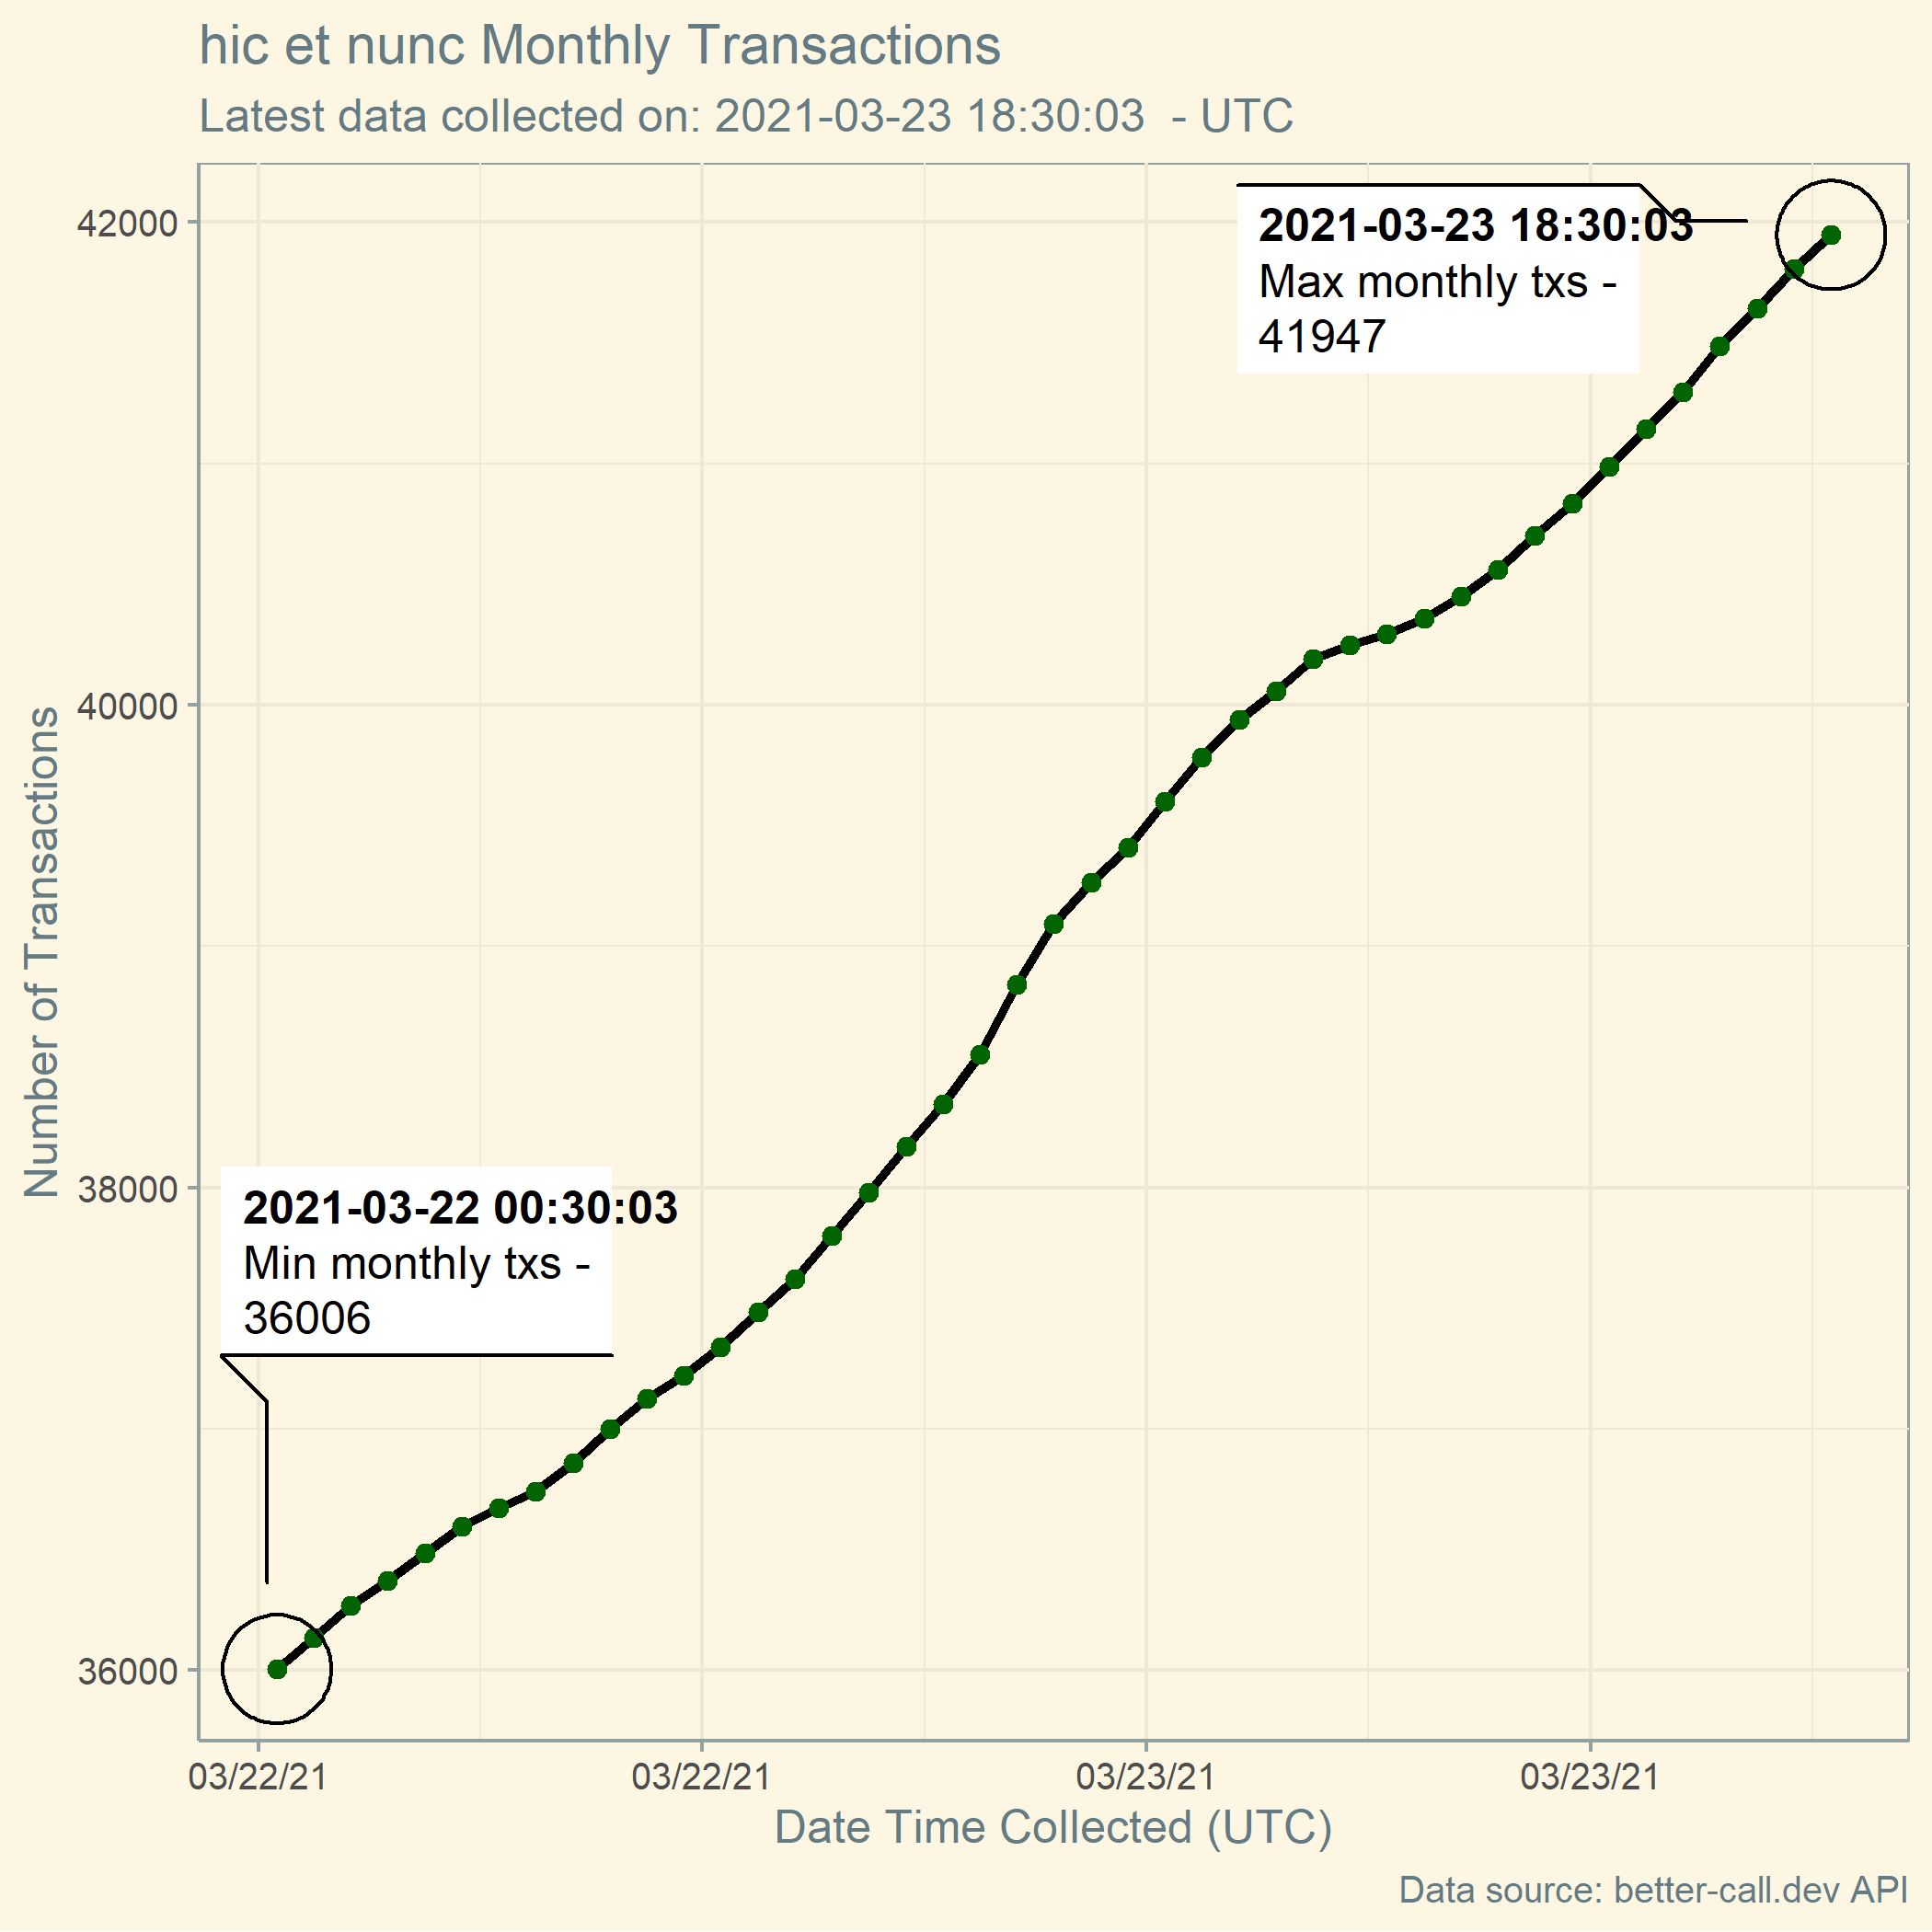 hic et nunc Monthly Transactions
Latest data collected on: 2021-03-23 18:30:03  - UTC
42000
2021-03-23 18:30:03
Max monthly txs -
41947
40000
Number of Transactions
38000
2021-03-22 00:30:03
Min monthly txs -
36006
36000
03/22/21 03/22/21 03/23/21 03/23/21
Date Time Collected (UTC)
Data source: better-call.dev API